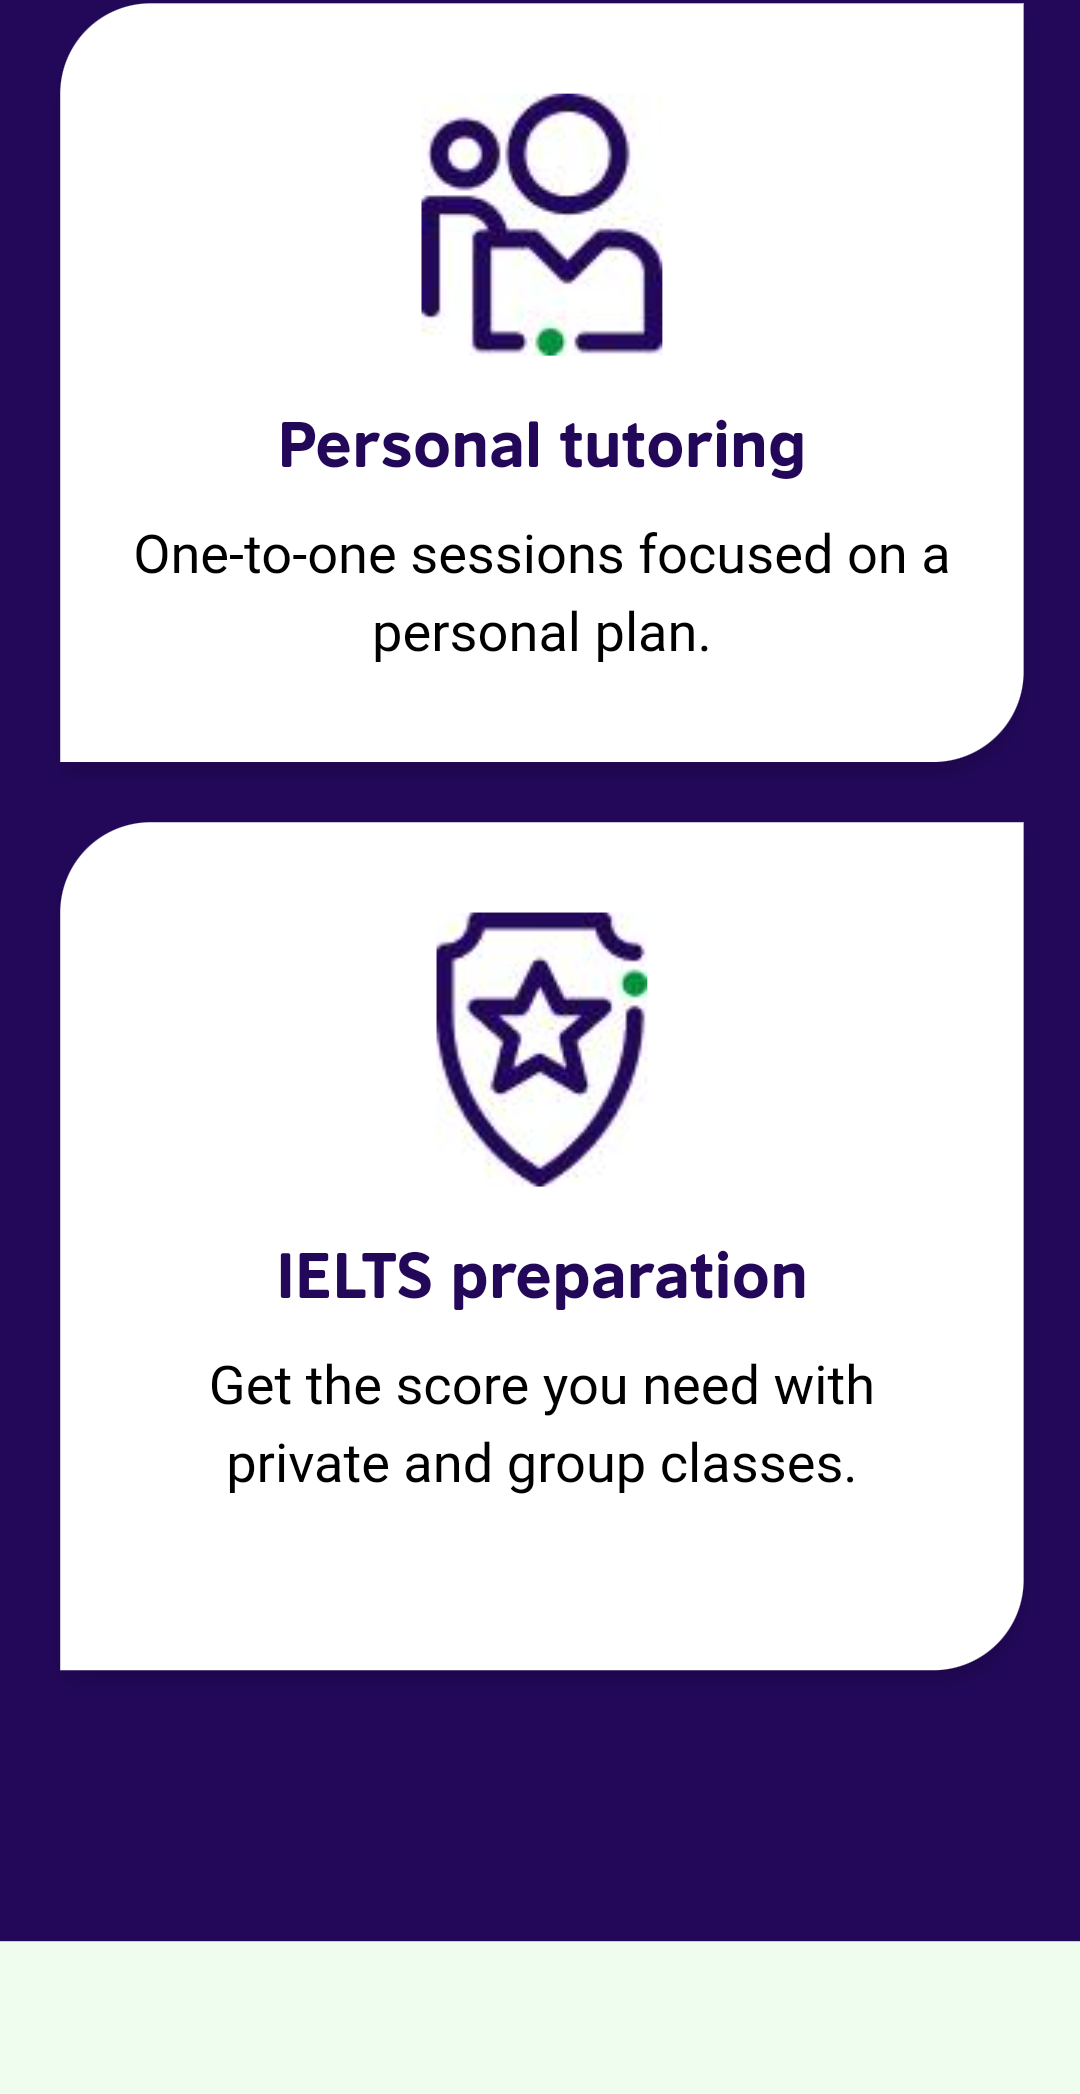 Personal tutoring
One-to-one sessions focused on a
personal plan.
IELTS preparation
Get the score you need with
private and group classes.